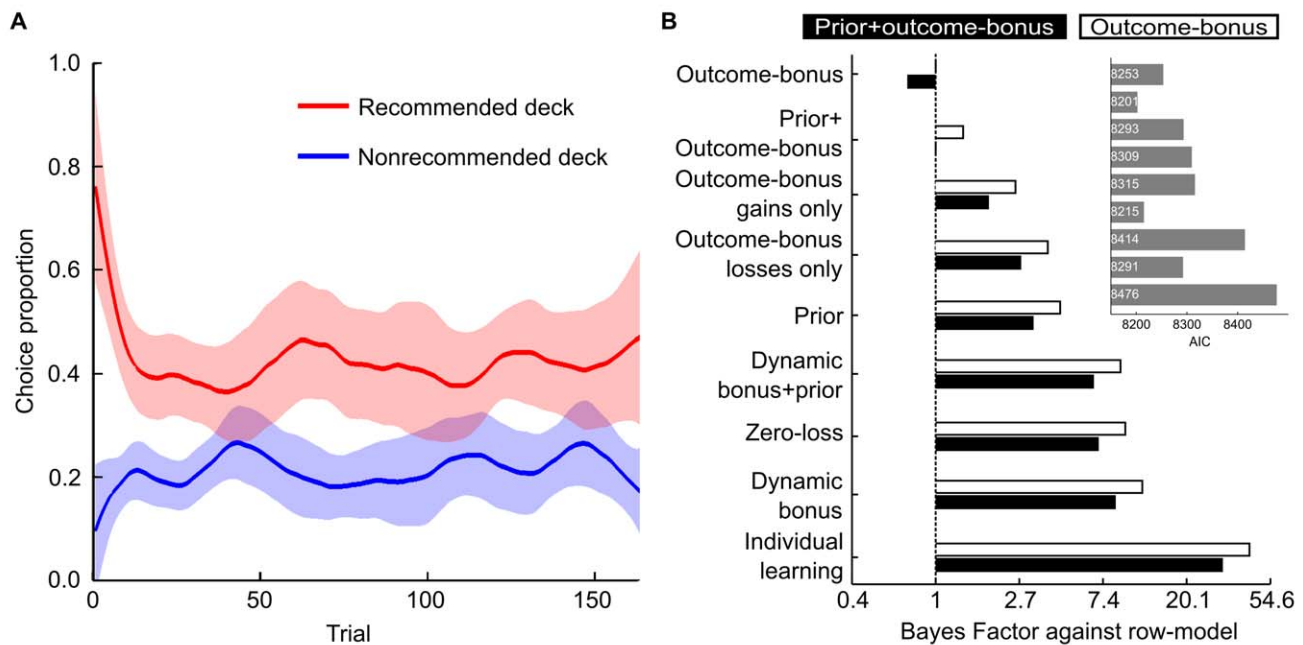 A
1.0
0.8
0.6
0.4
0.2
0.0
Choice proportion
0
50
100
150
Trial
Recommended deck
Nonrecommended deck
B
Prior+outcome-bonus
Outcome-bonus
Outcome-bonus
Prior+
Outcome-bonus
Outcome-bonus
gains only
Outcome-bonus
losses only
Prior
Dynamic
bonus+prior
Zero-loss
Dynamic
bonus
Individual
learning
0.4
1
2.7
7.4
20.1
54.6
Bayes Factor against row-model
8253
8201
8293
8309
8315
8215
8414
8291
8476
8200
8300
8400
AIC